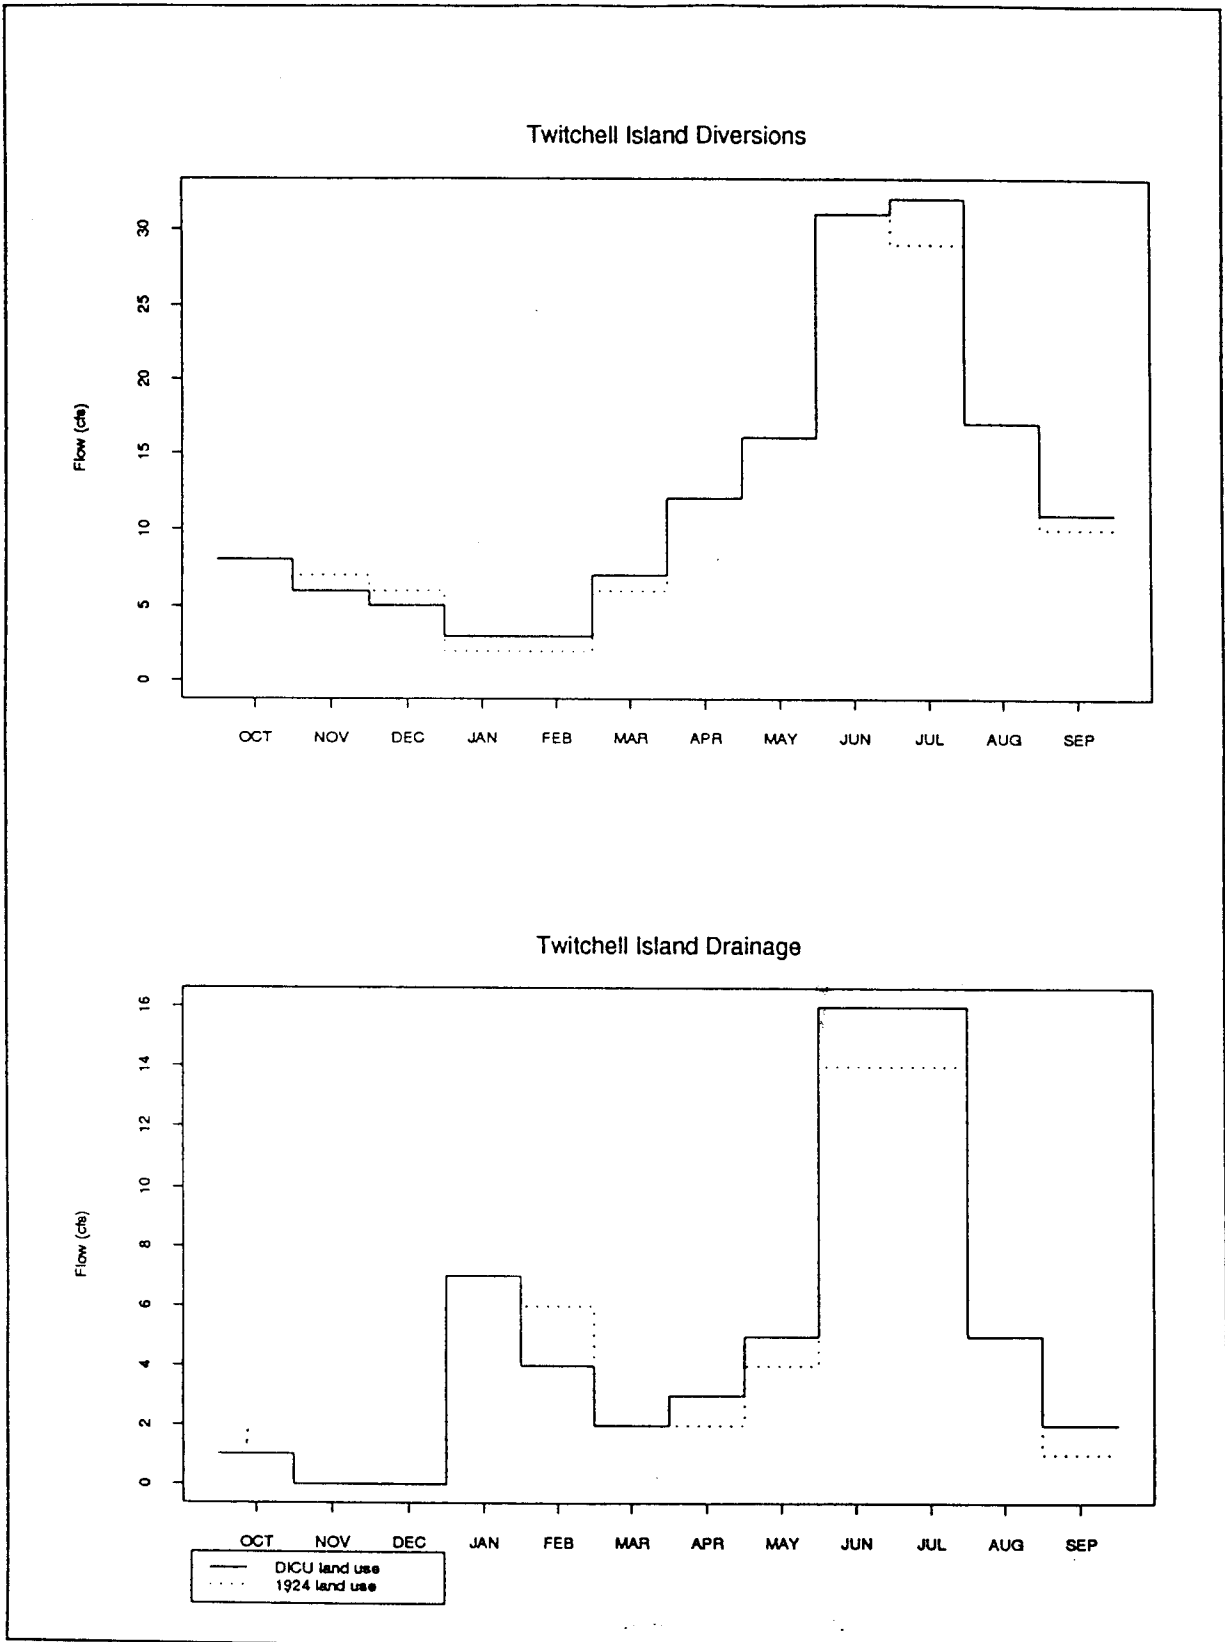 Twitchell Island Diversions
30
25
20
15
10
5
0
Flow (cfs)
OCT NOV DEC JAN FEB MAR APR MAY JUN JUL AUG SEP
Twitchell Island Drainage
16
14
12
10
8
6
4
2
0
Flow (cfs)
OCT NOV DEC JAN FEB MAR APR MAY JUN JUL AUG SEP
DICU land use
1924 land use